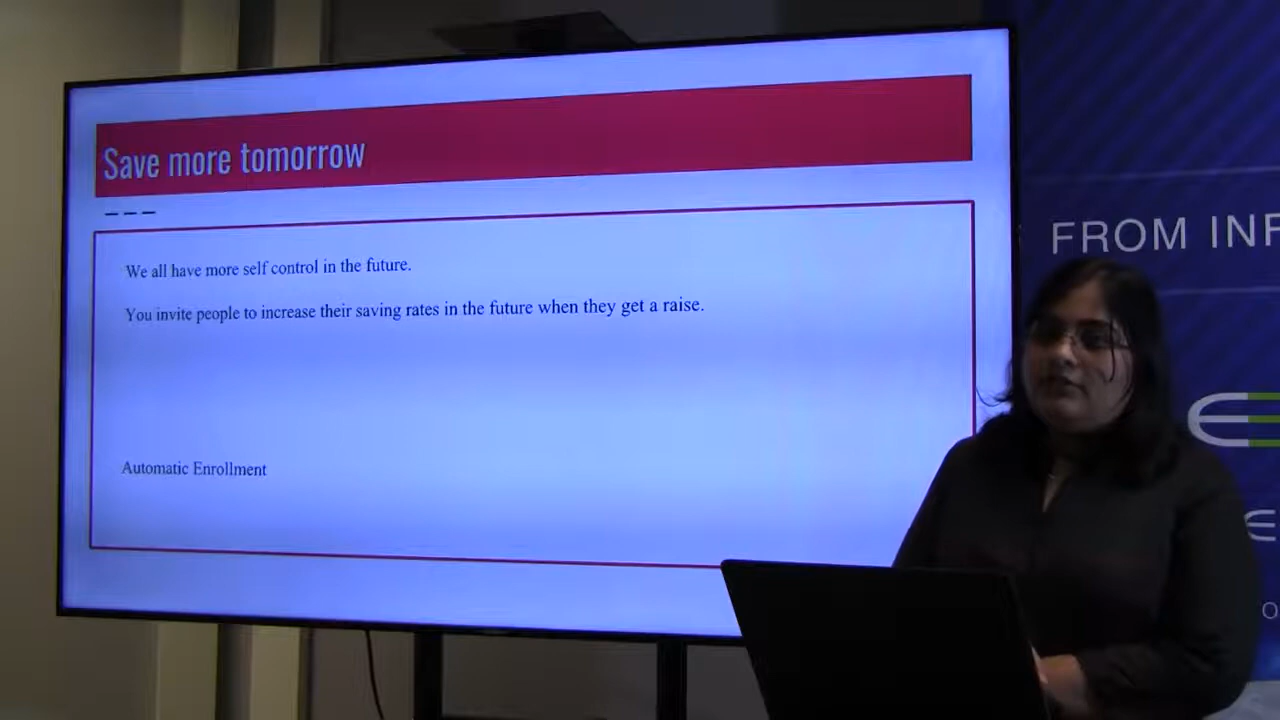 Save more tomorrow
We all have more self control in the future.
You invite people to increase their saving rates in the future when they get a raise.
Automatic Enrollment
FROM